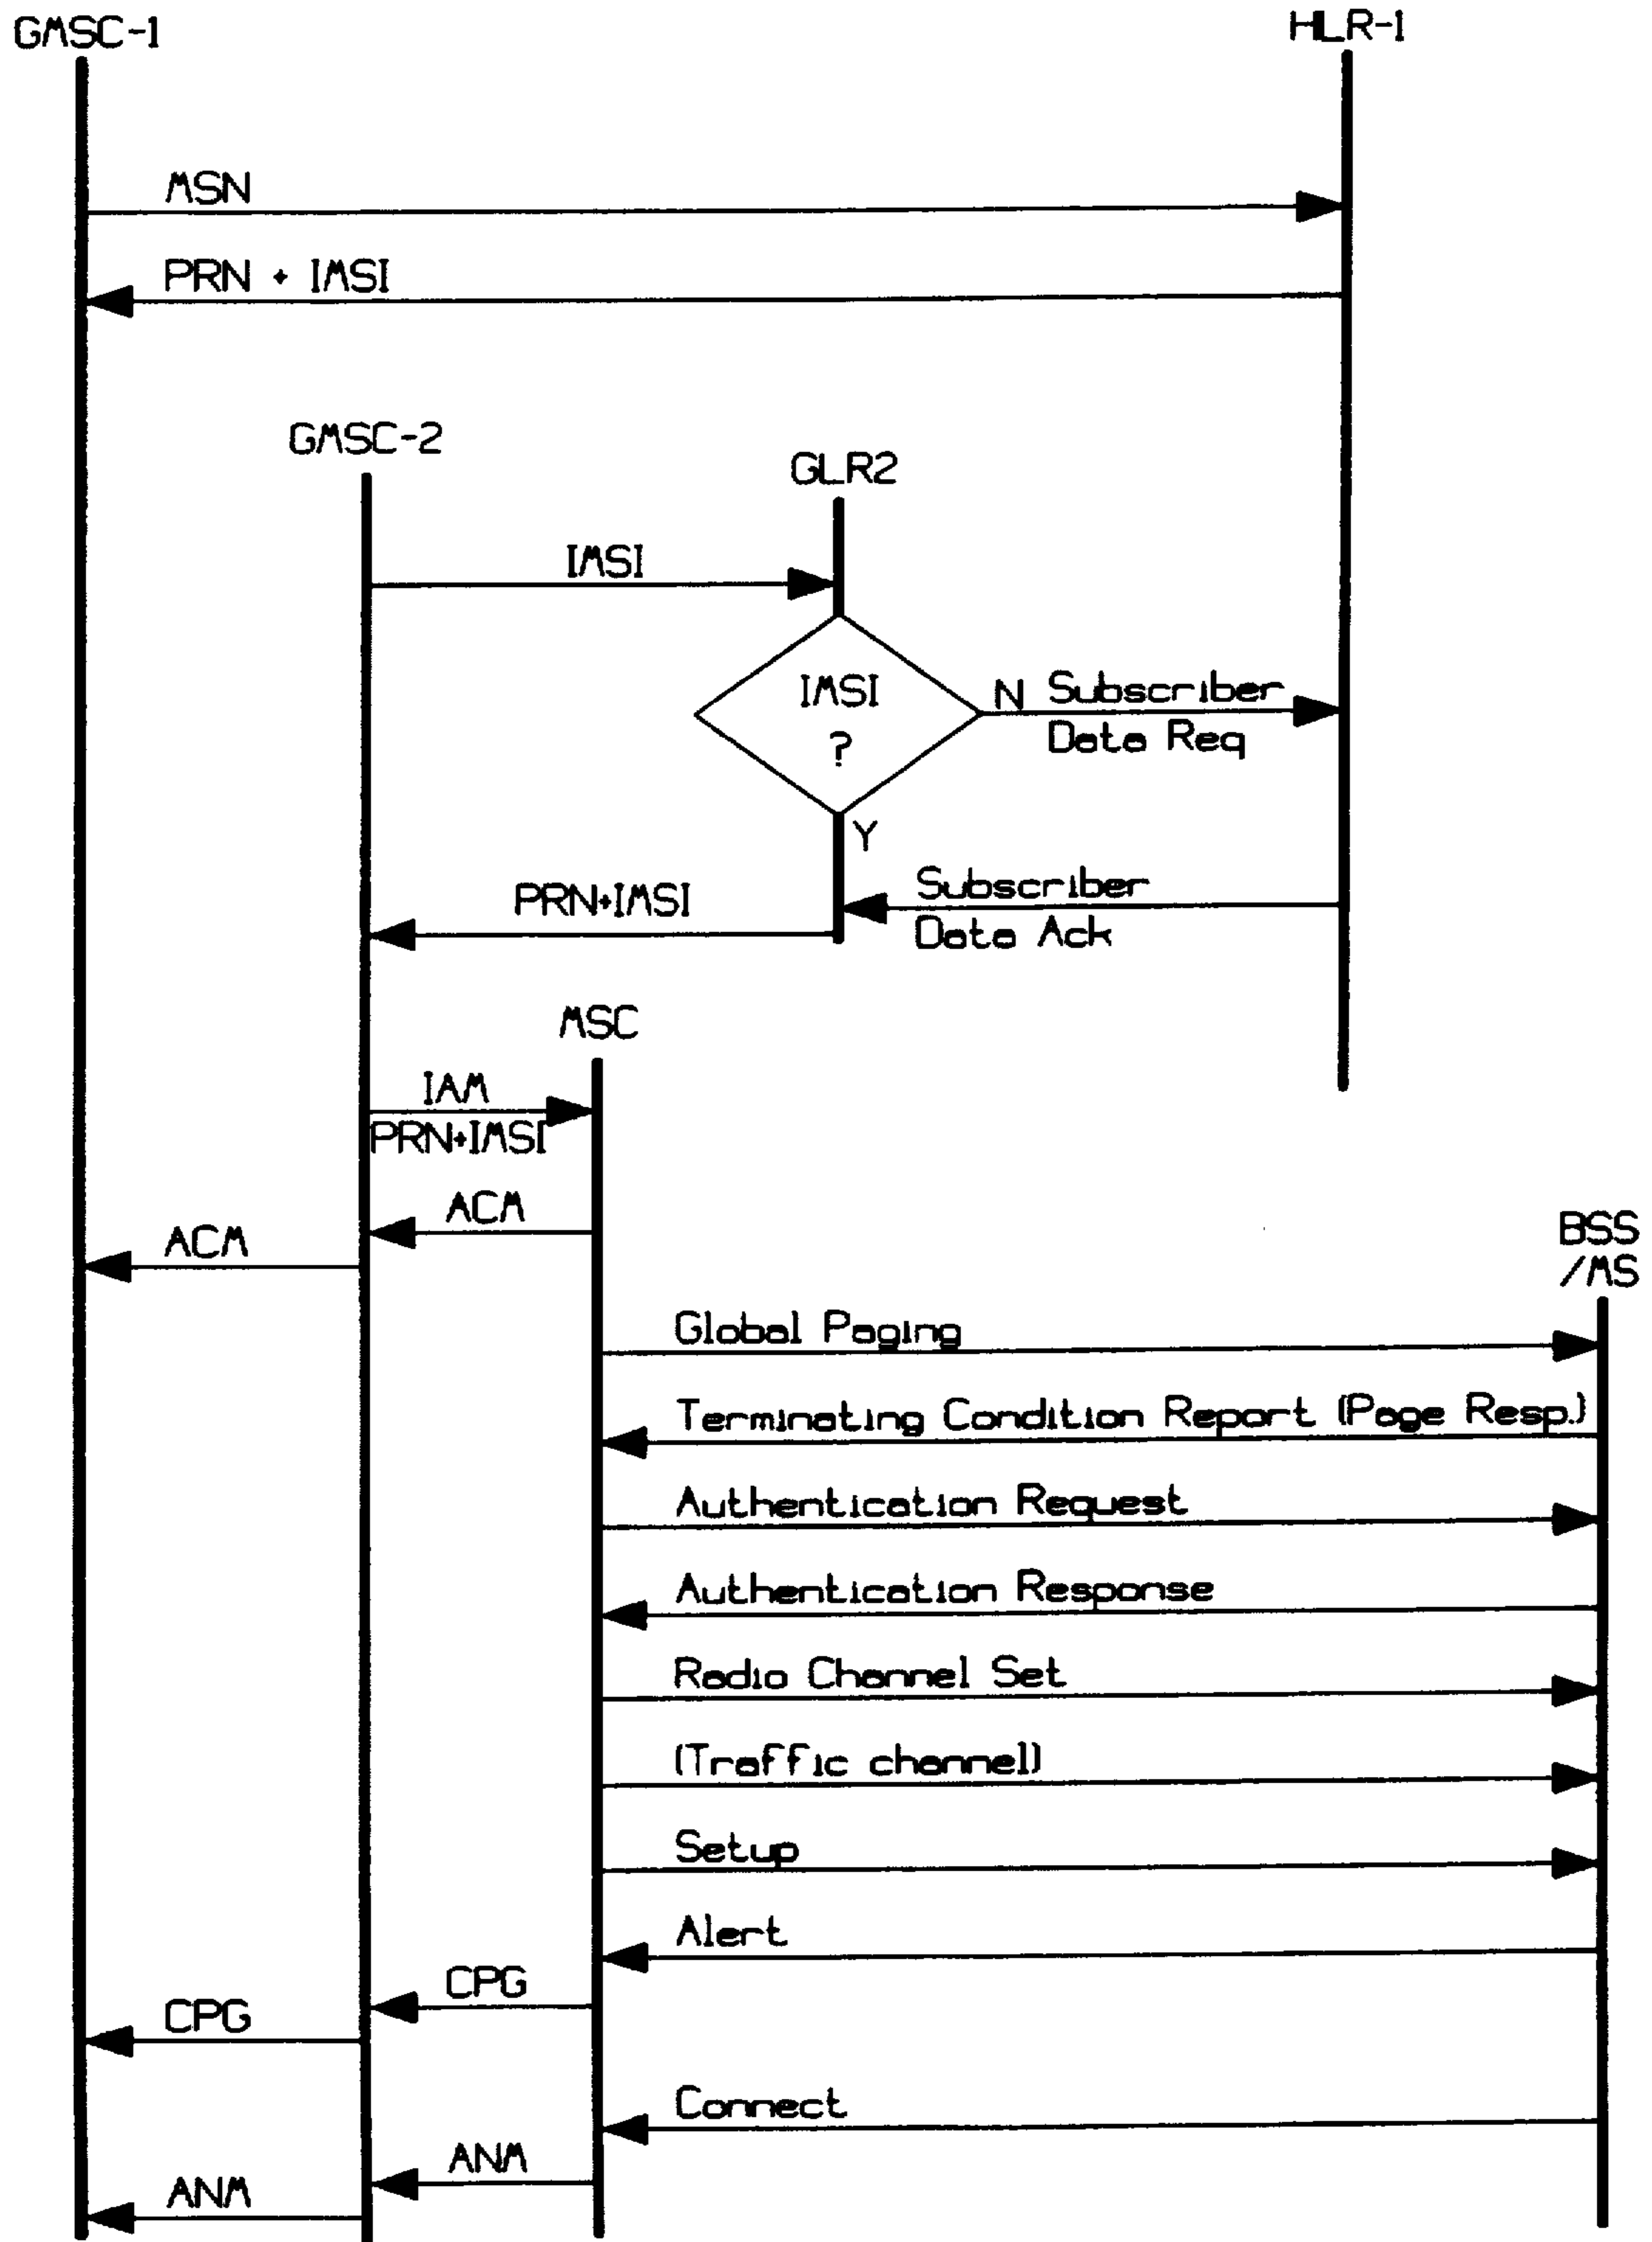 GMSC-1
HLR-1
MSN
PRN + IMSI
GMSC-2
GLR2
IMSI
IMSI
?
N Subscriber
Data Req
Y
Subscriber
Data Ack
PRN+IMSI
MSC
IAM
PRN+IMSI
ACM
ACM
BSS
/MS
Global Paging
Terminating Condition Report (Page Resp.)
Authentication Request
Authentication Response
Radio Channel Set
(Traffic channel)
Setup
Alert
CPG
CPG
Connect
ANM
ANM